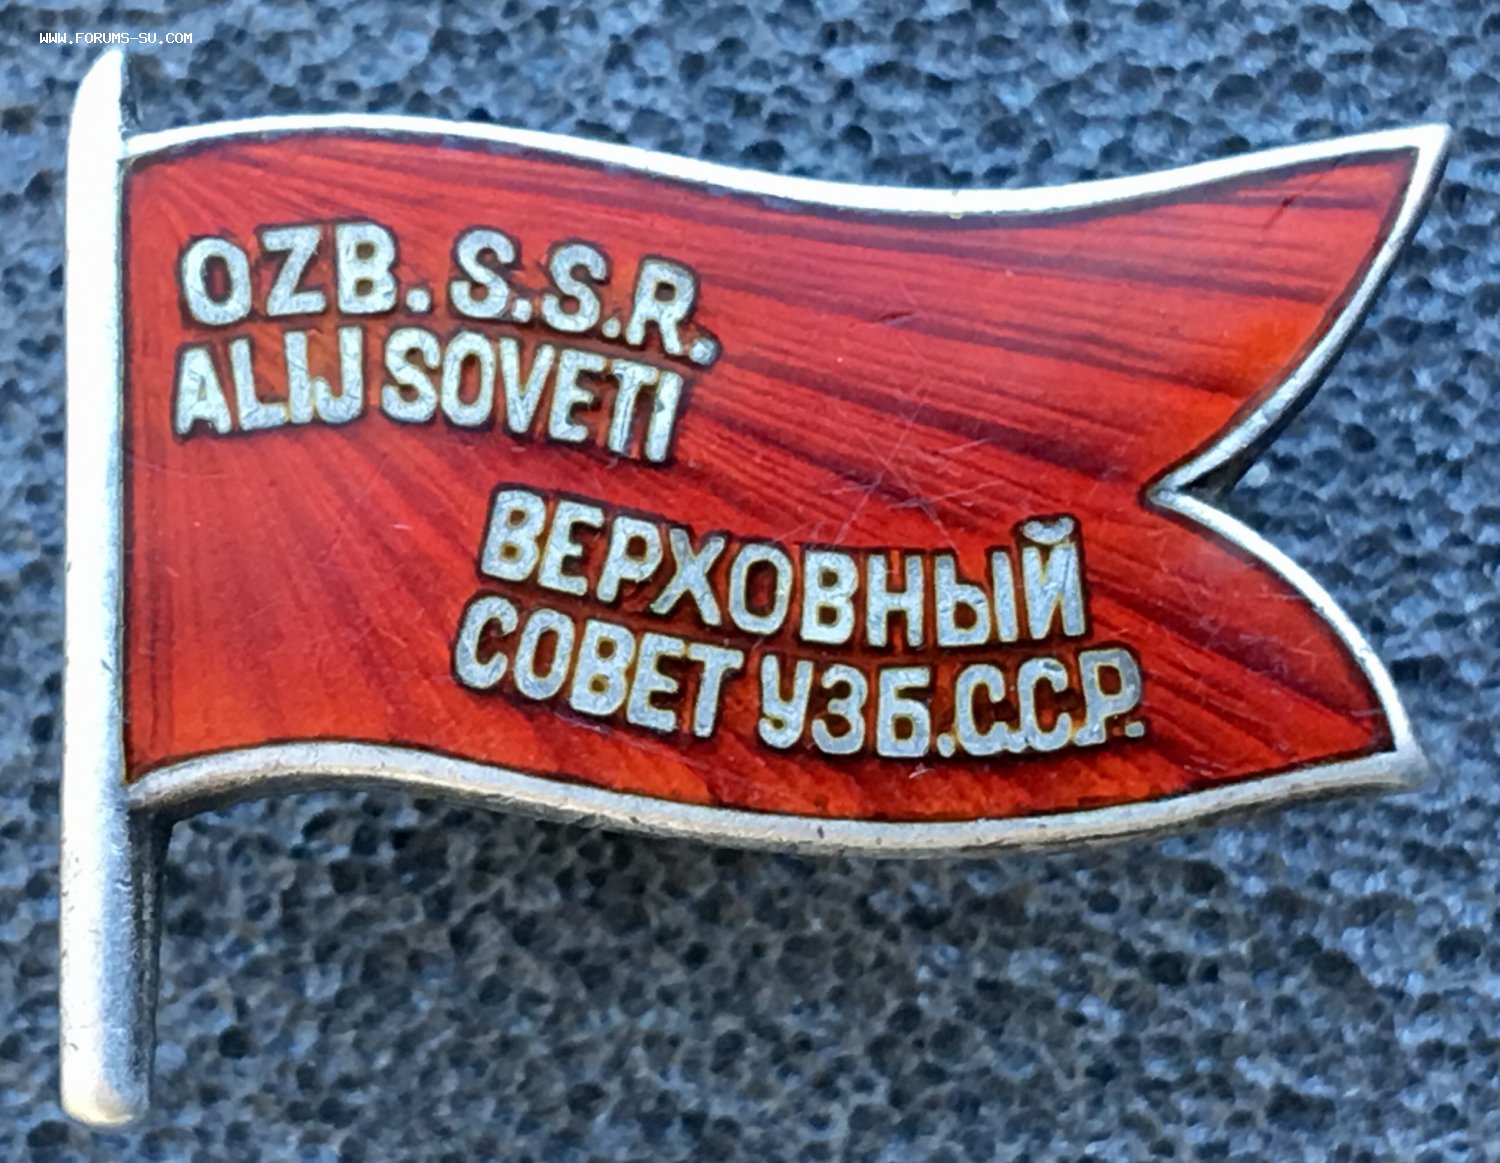 WWW.FORUMS-SU.COM
OZB. S.S.R.
ALIJ SOVETI
ВЕРХОВНЫЙ
СОВЕТ УЗБ.С.С.Р.